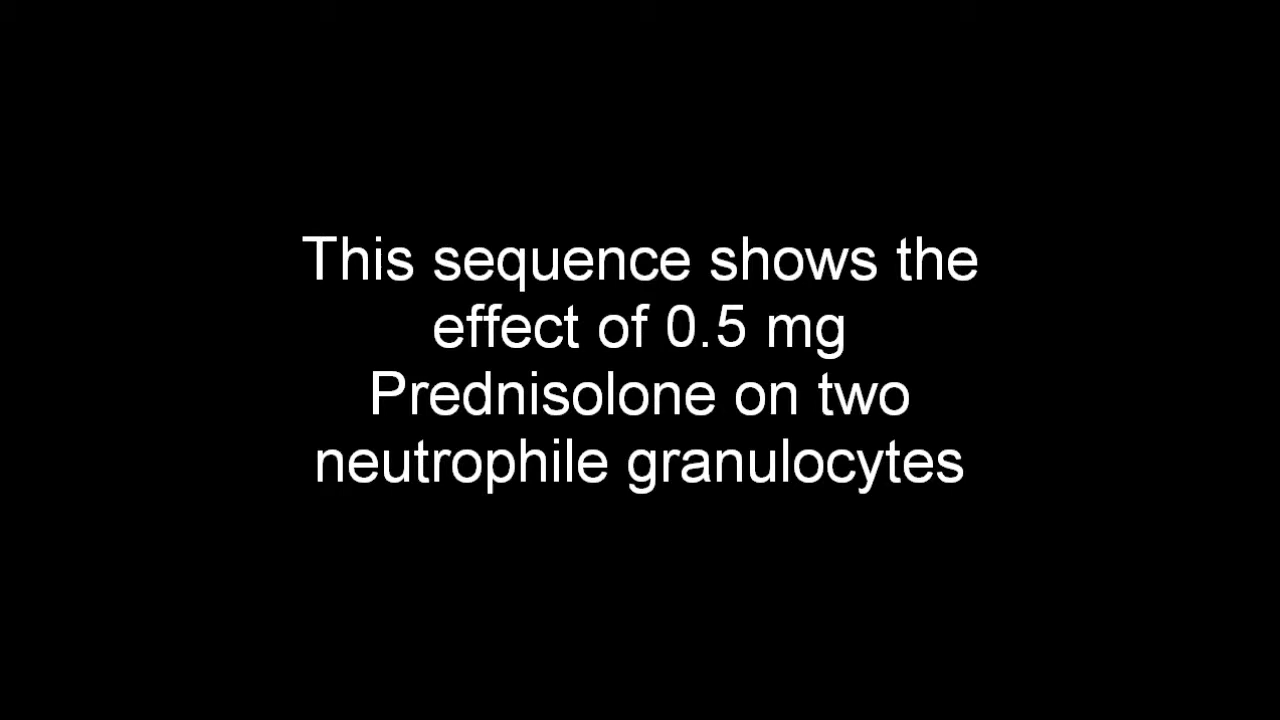 This sequence shows the
effect of 0.5 mg
Prednisolone on two
neutrophile granulocytes